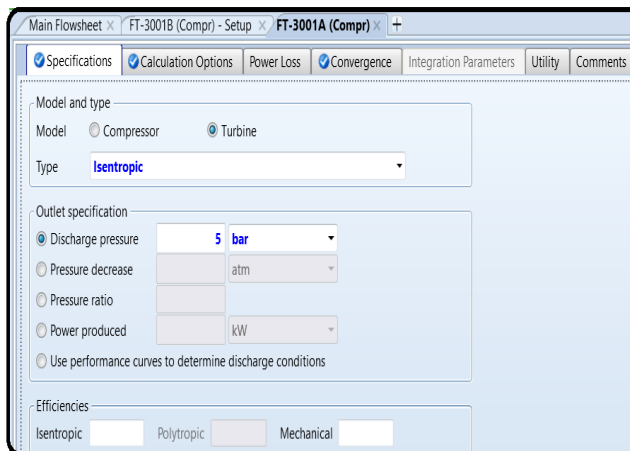 Main Flowsheet × FT-3001B (Compr) - Setup × FT-3001A (Compr) × +
Specifications Calculation Options Power Loss Convergence Integration Parameters Utility Comments
Model and type
Model Compressor Turbine
Type Isentropic
Outlet specification
Discharge pressure 5 bar
Pressure decrease atm
Pressure ratio
Power produced kW
Use performance curves to determine discharge conditions
Efficiencies
Isentropic Polytropic Mechanical